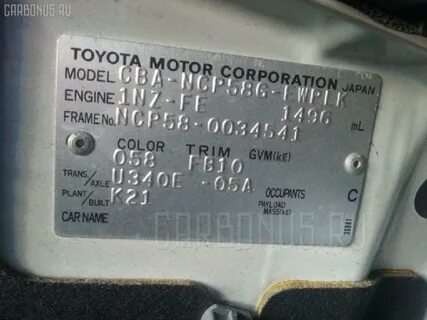 CARBONUS.RU
TOYOTA MOTOR CORPORATION JAPAN
MODEL CBA-NCP58G-EWPLK
ENGINE 1NZ-FE 1496 mL
FRAME No. NCP58-0034541
COLOR TRIM GVM(kg)
058 FB10
TRANS/AXLE U340E -05A OCCUPANTS C
PLANT/BUILT K21 PAYLOAD MASS(kg)
CAR NAME
CARBONUS.RU